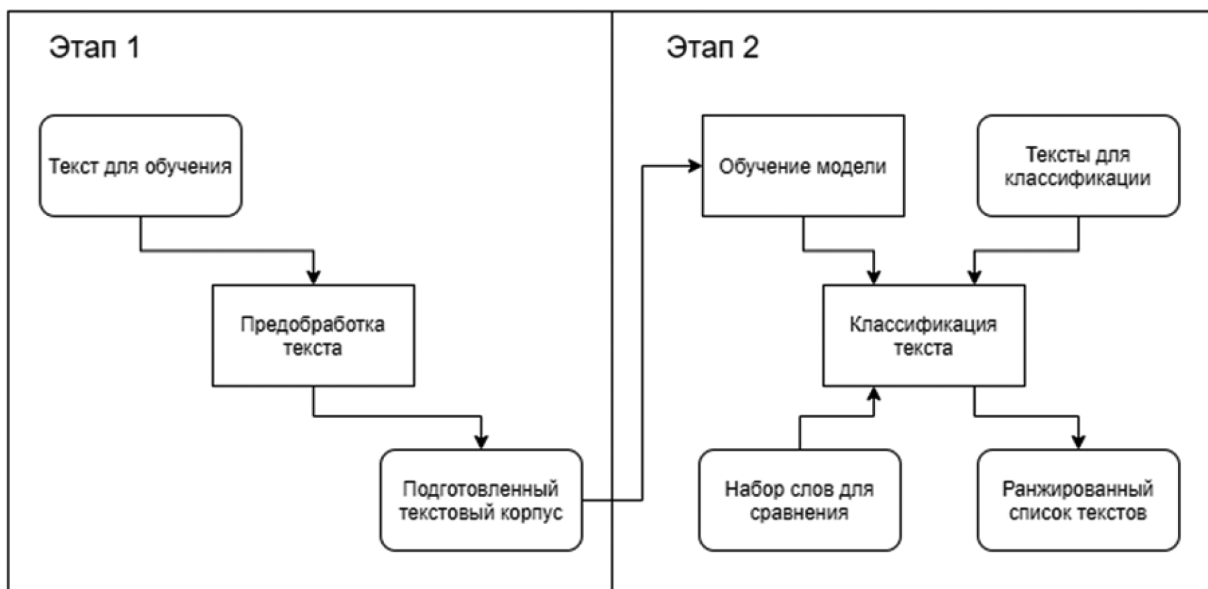 Этап 1
Текст для обучения
Предобработка
текста
Подготовленный
текстовый корпус
Этап 2
Обучение модели
Тексты для
классификации
Классификация
текста
Набор слов для
сравнения
Ранжированный
список текстов